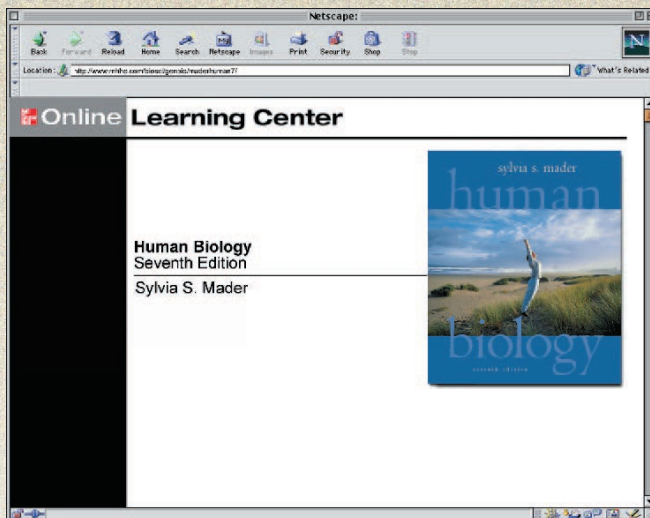 Netscape:
Back Forward Reload Home Search Netscape Images Print Security Shop Stop
Location: What's Related
Online Learning Center
sylvia s. mader
human
Human Biology
Seventh Edition
Sylvia S. Mader
biology
seventh edition